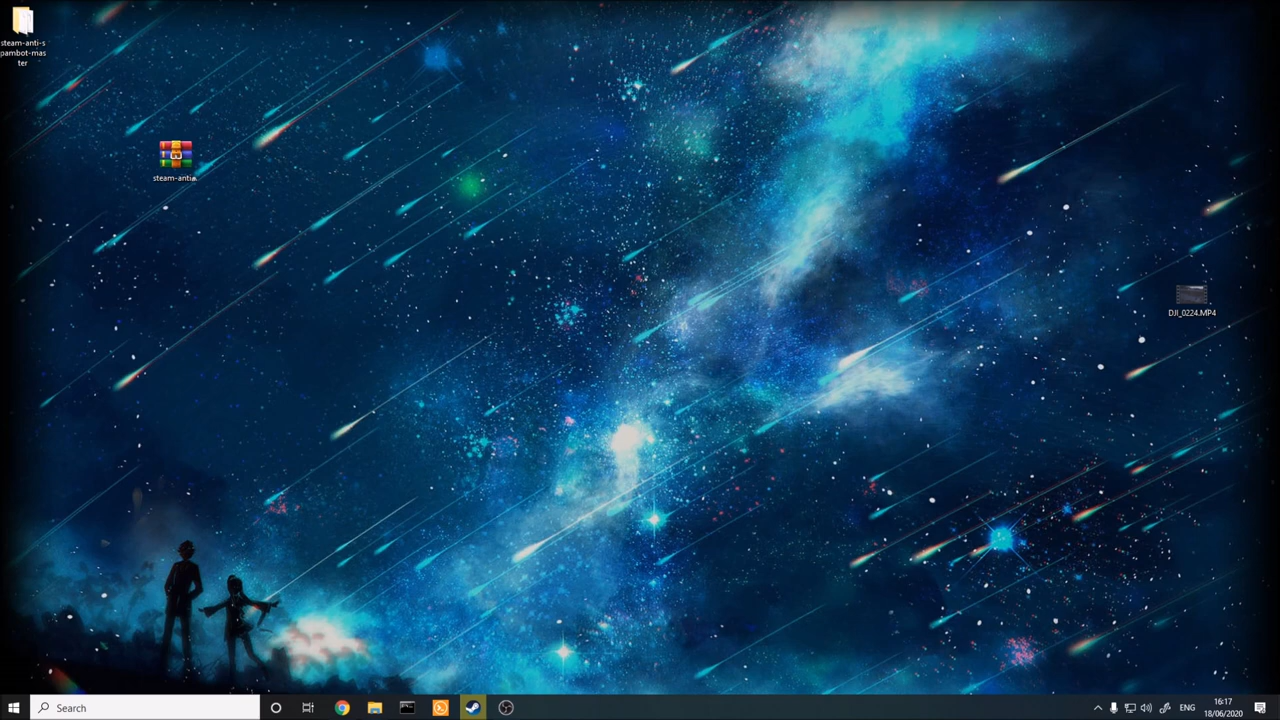 steam-anti-s
pambot-mas
ter
steam-anti..
DJI_0224.MP4
Search
ENG
16:17
18/06/2020